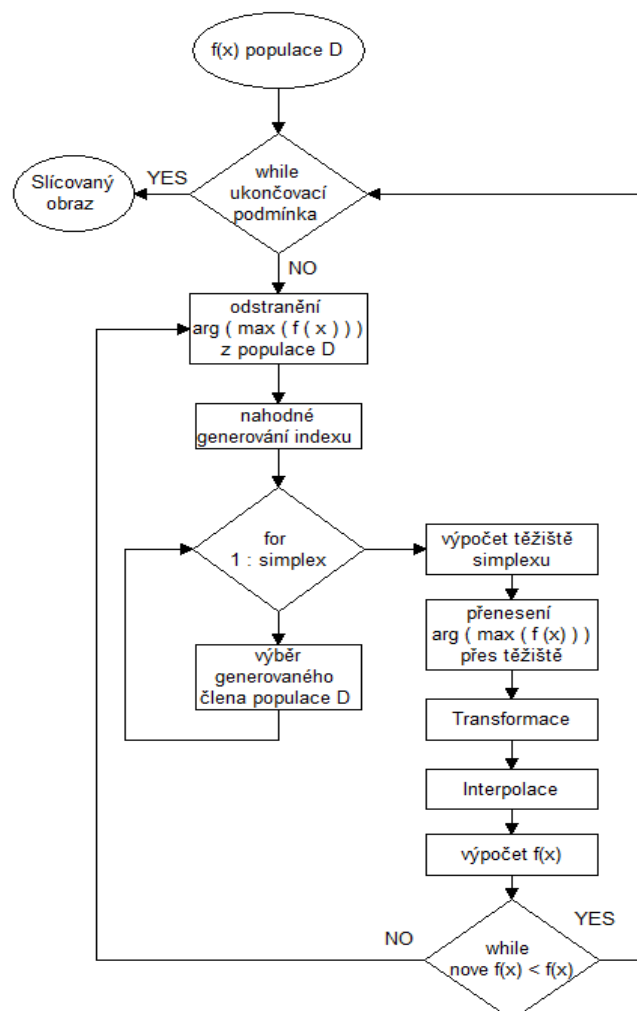 f(x) populace D
while
ukončovací
podmínka
YES
Slícovaný
obraz
NO
odstranění
arg ( max ( f ( x ) ) )
z populace D
nahodné
generování indexu
for
1 : simplex
výběr
generovaného
člena populace D
výpočet těžiště
simplexu
přenesení
arg ( max ( f (x) ) )
přes těžiště
Transformace
Interpolace
výpočet f(x)
while
nove f(x) < f(x)
NO
YES